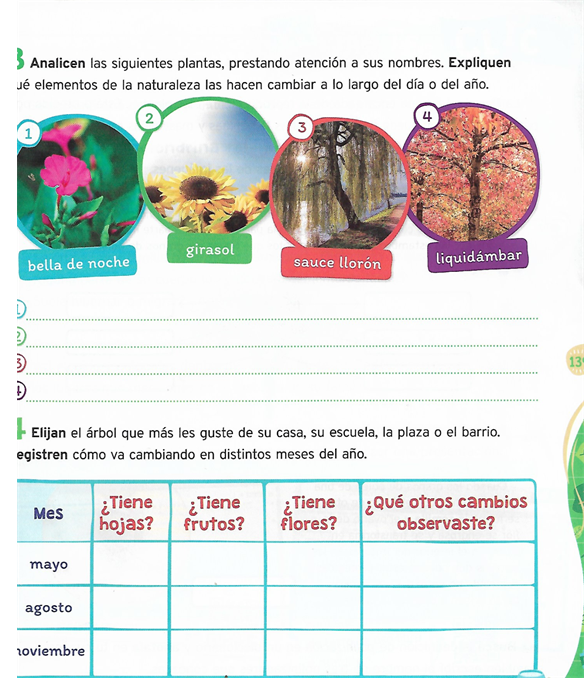 3 Analicen las siguientes plantas, prestando atención a sus nombres. Expliquen
ué elementos de la naturaleza las hacen cambiar a lo largo del día o del año.
1
2
3
4
bella de noche
girasol
sauce llorón
liquidámbar
1
2
3
4
13
4 Elijan el árbol que más les guste de su casa, su escuela, la plaza o el barrio.
egistren cómo va cambiando en distintos meses del año.
Mes ¿Tiene hojas? ¿Tiene frutos? ¿Tiene flores? ¿Qué otros cambios observaste?
mayo
agosto
noviembre